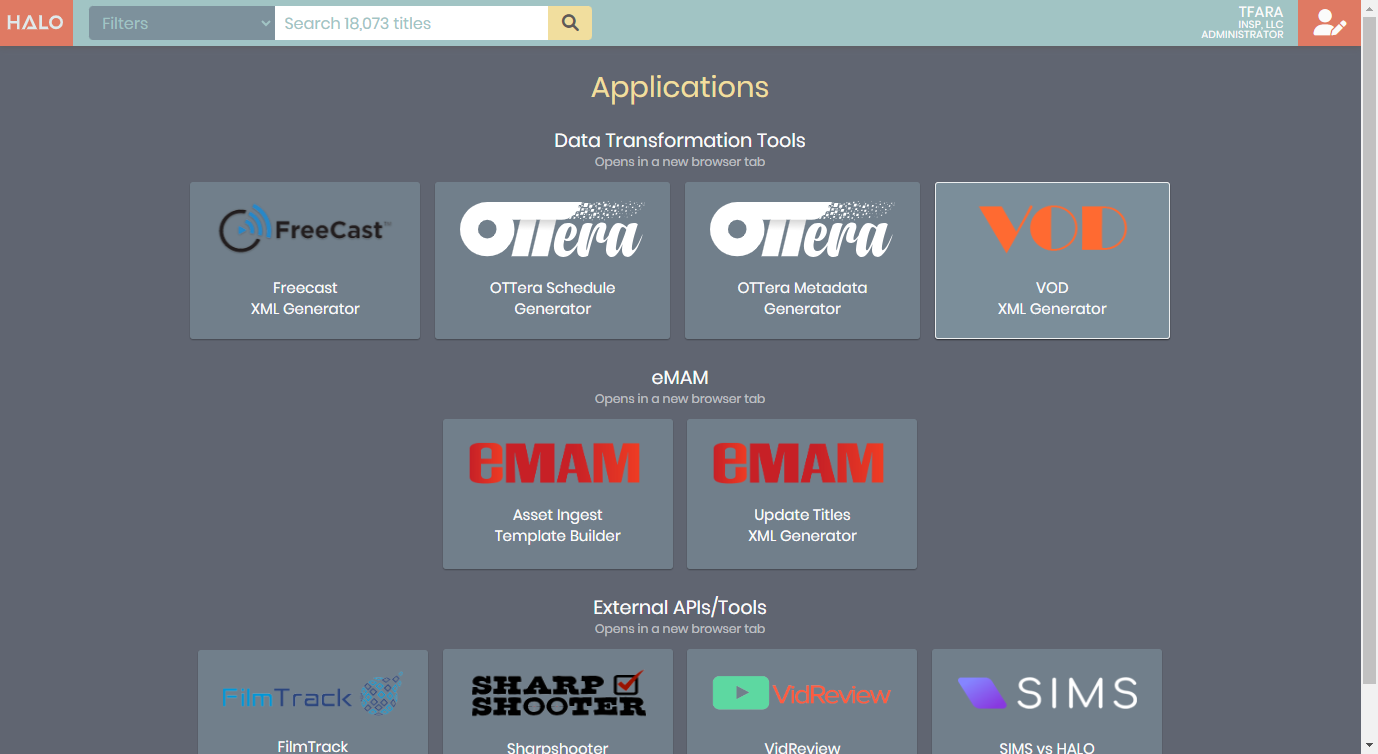 HALO
Filters
Search 18,073 titles
TFARA
INSP, LLC
ADMINISTRATOR
Applications
Data Transformation Tools
Opens in a new browser tab
FreeCast
OTTera
OTTera
VOD
Freecast
XML Generator
OTTera Schedule
Generator
OTTera Metadata
Generator
VOD
XML Generator
eMAM
Opens in a new browser tab
eMAM
eMAM
Asset Ingest
Template Builder
Update Titles
XML Generator
External APIs/Tools
Opens in a new browser tab
FilmTrack
SHARP
SHOOTER
VidReview
SIMS
FilmTrack
Sharpshooter
VidReview
SIMS vs HALO